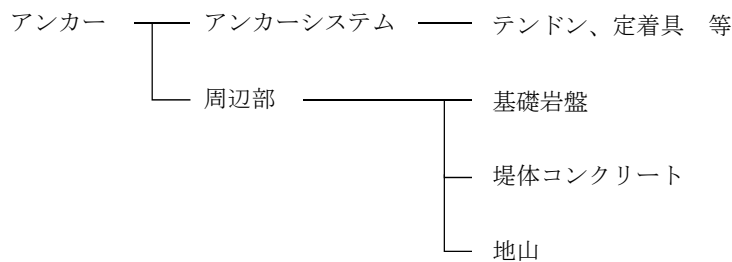 アンカー アンカーシステム テンドン、定着具　等
周辺部 基礎岩盤
堤体コンクリート
地山